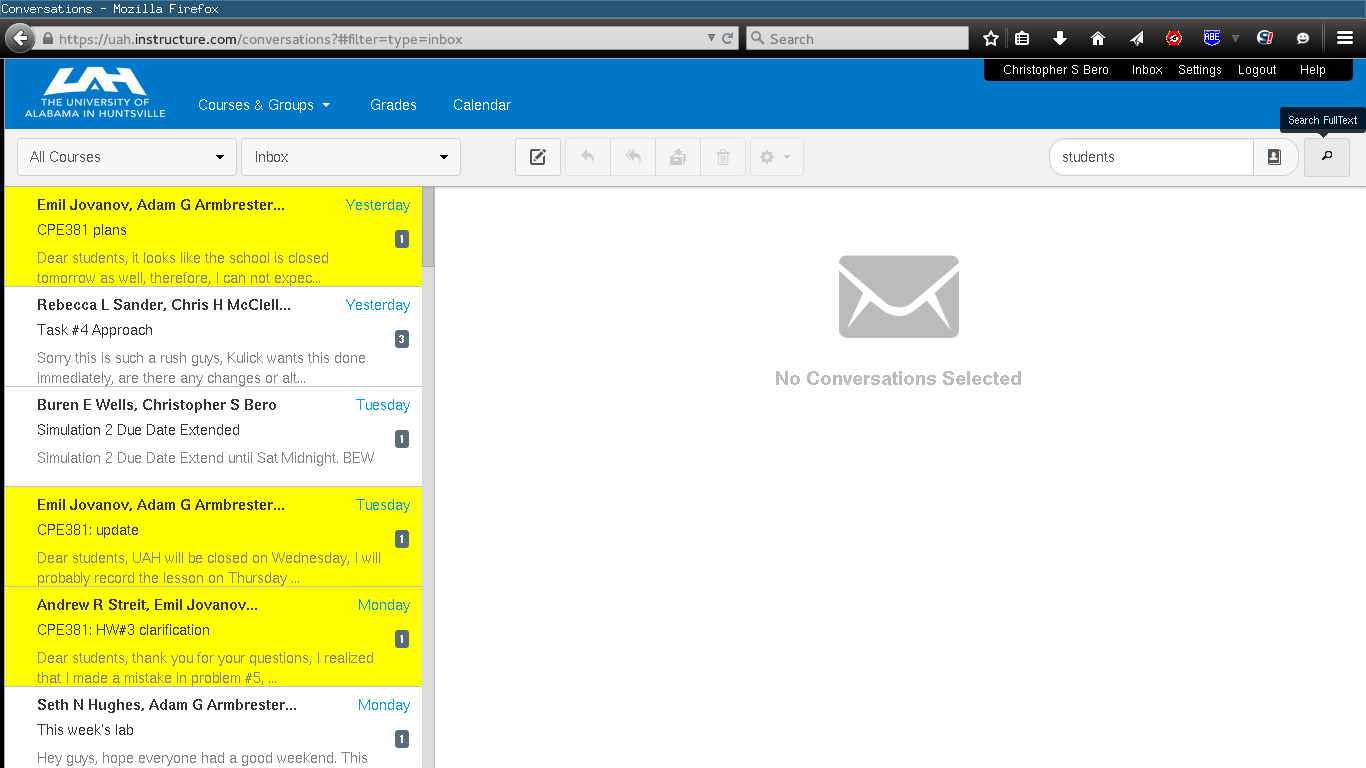 Conversations - Mozilla Firefox
https://uah.instructure.com/conversations?#filter=type=inbox
Search
ABE
Christopher S Bero Inbox Settings Logout Help
UAH
THE UNIVERSITY OF
ALABAMA IN HUNTSVILLE
Courses & Groups Grades Calendar
Search FullText
All Courses Inbox students
Emil Jovanov, Adam G Armbrester... Yesterday
CPE381 plans
1
Dear students, it looks like the school is closed
tomorrow as well, therefore, I can not expec...
Rebecca L Sander, Chris H McClell... Yesterday
Task #4 Approach
3
Sorry this is such a rush guys, Kulick wants this done
immediately, are there any changes or alt...
Buren E Wells, Christopher S Bero Tuesday
Simulation 2 Due Date Extended
1
Simulation 2 Due Date Extend until Sat Midnight. BEW
Emil Jovanov, Adam G Armbrester... Tuesday
CPE381: update
1
Dear students, UAH will be closed on Wednesday, I will
probably record the lesson on Thursday ...
Andrew R Streit, Emil Jovanov... Monday
CPE381: HW#3 clarification
1
Dear students, thank you for your questions, I realized
that I made a mistake in problem #5, ...
Seth N Hughes, Adam G Armbrester... Monday
This week's lab
1
Hey guys, hope everyone had a good weekend. This
No Conversations Selected